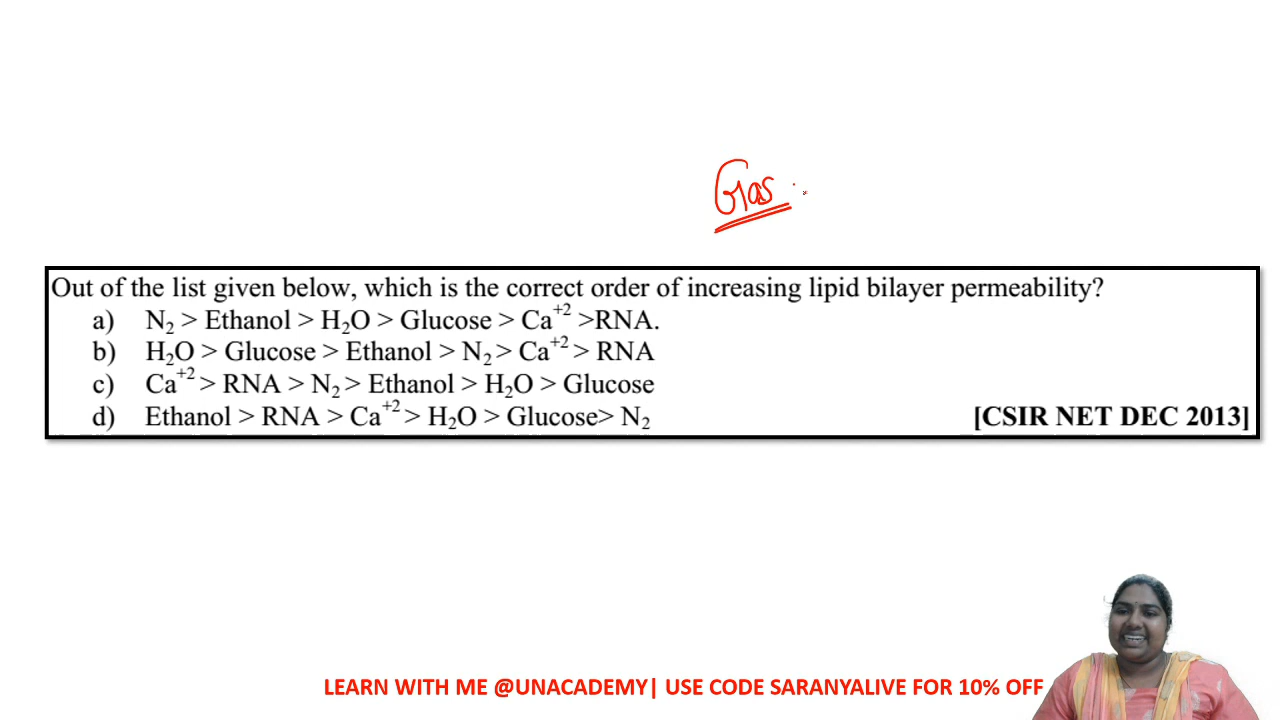 Gas
Out of the list given below, which is the correct order of increasing lipid bilayer permeability?
a) N₂ > Ethanol > H₂O > Glucose > Ca⁺² >RNA.
b) H₂O > Glucose > Ethanol > N₂ > Ca⁺² > RNA
c) Ca⁺² > RNA > N₂ > Ethanol > H₂O > Glucose
d) Ethanol > RNA > Ca⁺² > H₂O > Glucose> N₂ [CSIR NET DEC 2013]
LEARN WITH ME @UNACADEMY| USE CODE SARANYALIVE FOR 10% OFF